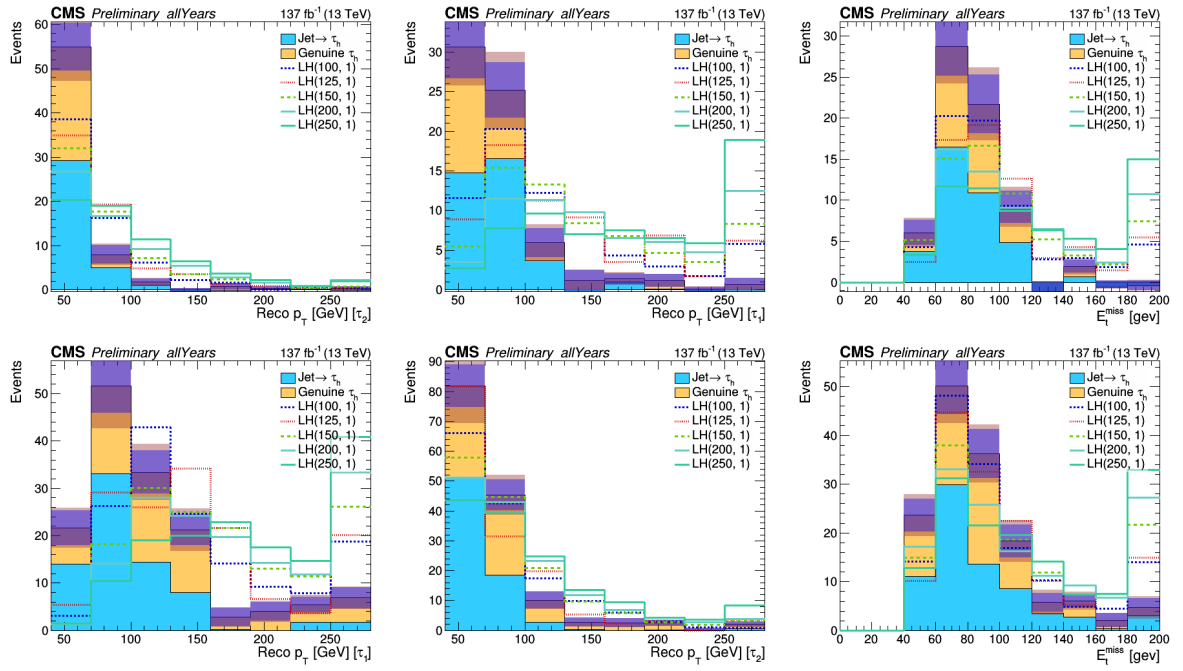 CMS Preliminary allYears 137 fb⁻¹ (13 TeV)
Events
60
50
40
30
20
10
0
Jet→ τh
Genuine τh
LH(100, 1)
LH(125, 1)
LH(150, 1)
LH(200, 1)
LH(250, 1)
50 100 150 200 250
Reco pT [GeV] [τ2]
CMS Preliminary allYears 137 fb⁻¹ (13 TeV)
Events
30
25
20
15
10
5
0
Jet→ τh
Genuine τh
LH(100, 1)
LH(125, 1)
LH(150, 1)
LH(200, 1)
LH(250, 1)
50 100 150 200 250
Reco pT [GeV] [τ1]
CMS Preliminary allYears 137 fb⁻¹ (13 TeV)
Events
30
25
20
15
10
5
0
Jet→ τh
Genuine τh
LH(100, 1)
LH(125, 1)
LH(150, 1)
LH(200, 1)
LH(250, 1)
0 20 40 60 80 100 120 140 160 180 200
Etmiss [gev]
CMS Preliminary allYears 137 fb⁻¹ (13 TeV)
Events
50
40
30
20
10
0
Jet→ τh
Genuine τh
LH(100, 1)
LH(125, 1)
LH(150, 1)
LH(200, 1)
LH(250, 1)
50 100 150 200 250
Reco pT [GeV] [τ1]
CMS Preliminary allYears 137 fb⁻¹ (13 TeV)
Events
90
80
70
60
50
40
30
20
10
0
Jet→ τh
Genuine τh
LH(100, 1)
LH(125, 1)
LH(150, 1)
LH(200, 1)
LH(250, 1)
50 100 150 200 250
Reco pT [GeV] [τ2]
CMS Preliminary allYears 137 fb⁻¹ (13 TeV)
Events
50
40
30
20
10
0
Jet→ τh
Genuine τh
LH(100, 1)
LH(125, 1)
LH(150, 1)
LH(200, 1)
LH(250, 1)
0 20 40 60 80 100 120 140 160 180 200
Etmiss [gev]